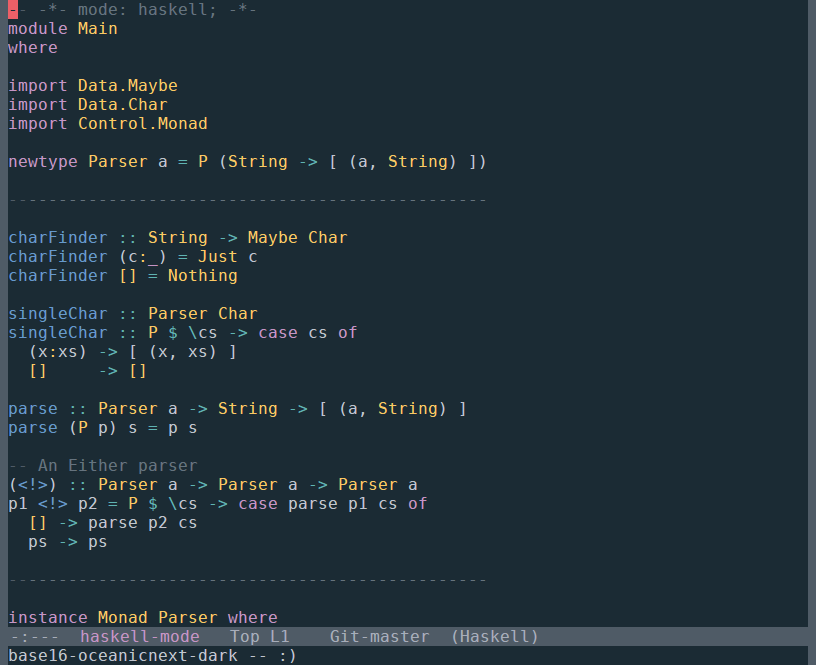 -- -*- mode: haskell; -*-
module Main
where

import Data.Maybe
import Data.Char
import Control.Monad

newtype Parser a = P (String -> [ (a, String) ])

------------------------------------------------

charFinder :: String -> Maybe Char
charFinder (c:_) = Just c
charFinder [] = Nothing

singleChar :: Parser Char
singleChar :: P $ \cs -> case cs of
  (x:xs) -> [ (x, xs) ]
  []     -> []

parse :: Parser a -> String -> [ (a, String) ]
parse (P p) s = p s

-- An Either parser
(<!>) :: Parser a -> Parser a -> Parser a
p1 <!> p2 = P $ \cs -> case parse p1 cs of
  [] -> parse p2 cs
  ps -> ps

------------------------------------------------

instance Monad Parser where
-:---  haskell-mode   Top L1    Git-master  (Haskell)
base16-oceanicnext-dark -- :)